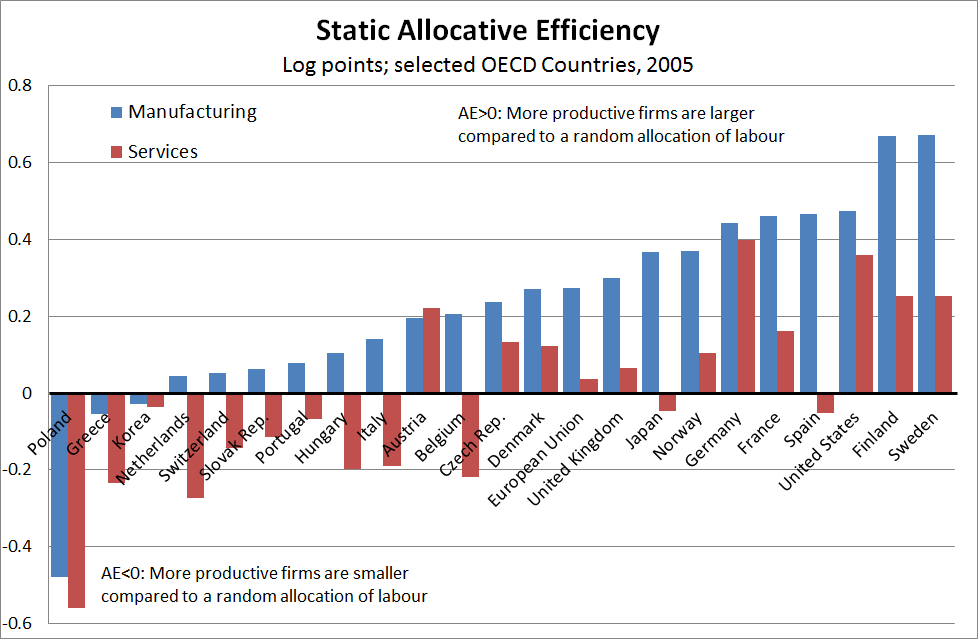 Static Allocative Efficiency
Log points; selected OECD Countries, 2005
0.8
0.6
0.4
0.2
0
-0.2
-0.4
-0.6
Manufacturing
Services
AE>0: More productive firms are larger
compared to a random allocation of labour
Poland
Greece
Korea
Netherlands
Switzerland
Slovak Rep.
Portugal
Hungary
Italy
Austria
Belgium
Czech Rep.
Denmark
European Union
United Kingdom
Japan
Norway
Germany
France
Spain
United States
Finland
Sweden
AE<0: More productive firms are smaller
compared to a random allocation of labour